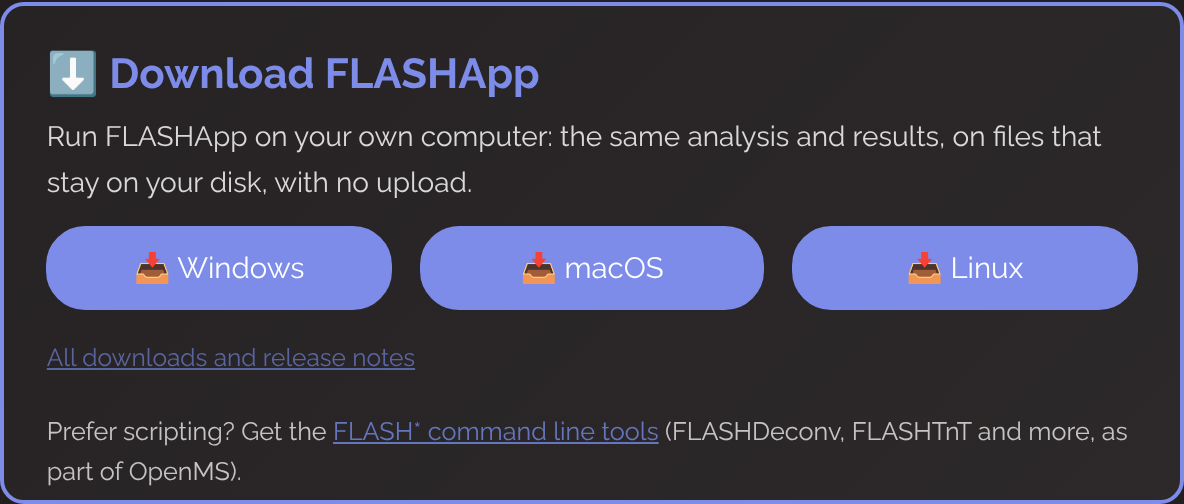 ⬇️ Download FLASHApp
Run FLASHApp on your own computer: the same analysis and results, on files that
stay on your disk, with no upload.
📥 Windows
📥 macOS
📥 Linux
All downloads and release notes
Prefer scripting? Get the FLASH* command line tools (FLASHDeconv, FLASHTnT and more, as
part of OpenMS).